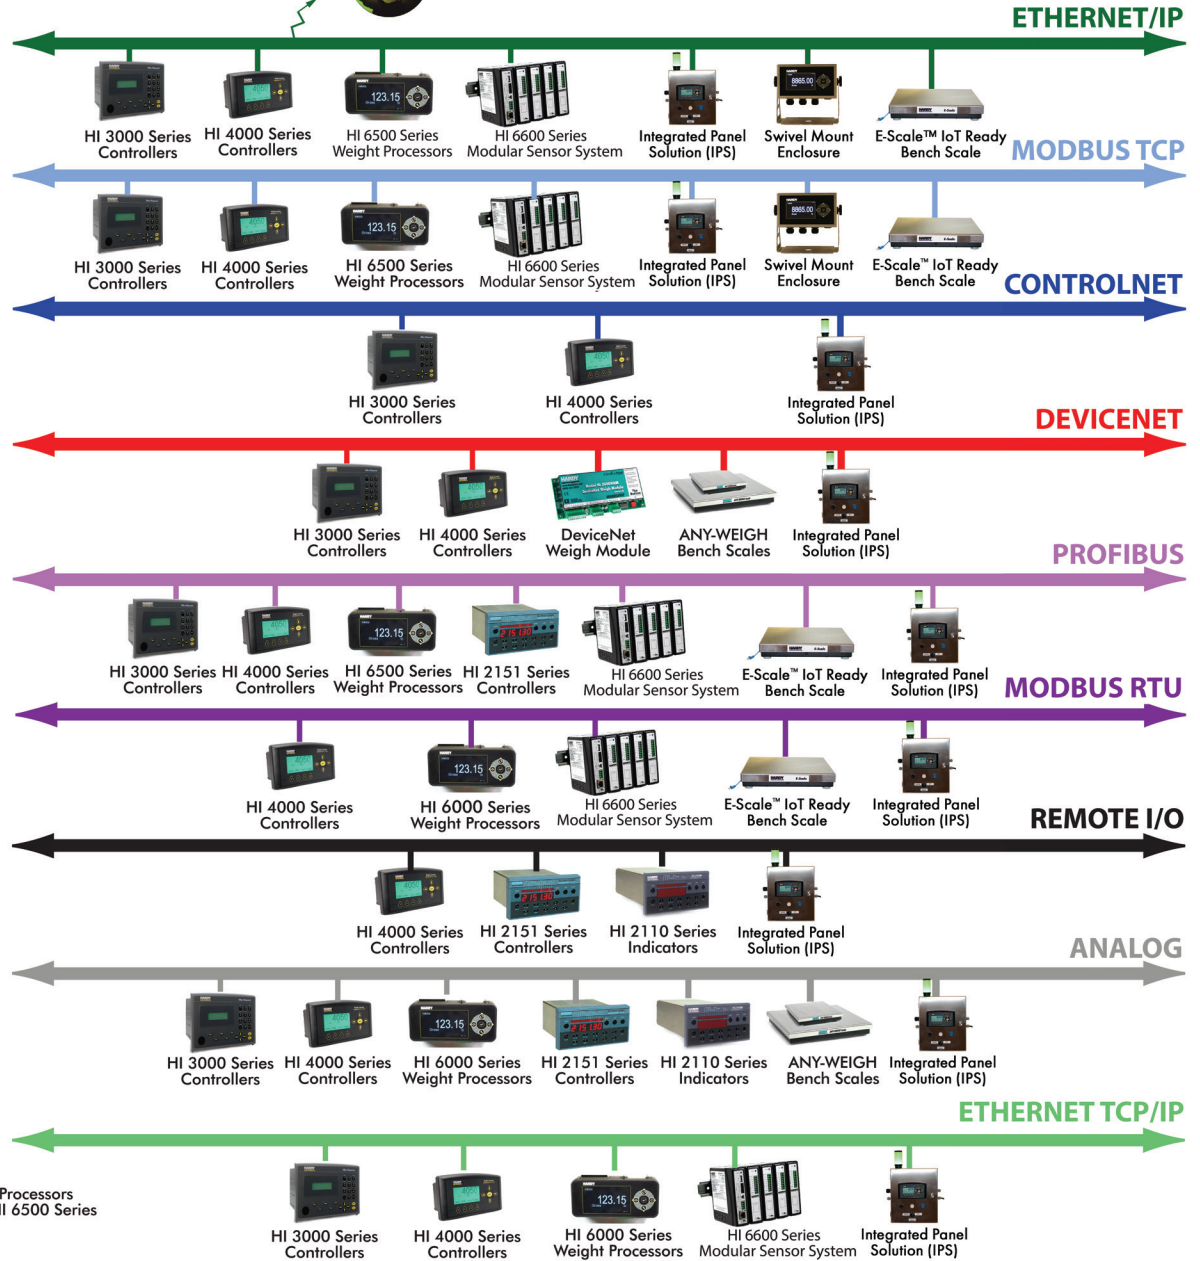 ETHERNET/IP
HI 3000 Series
Controllers
HI 4000 Series
Controllers
HI 6500 Series
Weight Processors
HI 6600 Series
Modular Sensor System
Integrated Panel
Solution (IPS)
Swivel Mount
Enclosure
E-Scale™ IoT Ready
Bench Scale
MODBUS TCP
HI 3000 Series
Controllers
HI 4000 Series
Controllers
HI 6500 Series
Weight Processors
HI 6600 Series
Modular Sensor System
Integrated Panel
Solution (IPS)
Swivel Mount
Enclosure
E-Scale™ IoT Ready
Bench Scale
CONTROLNET
HI 3000 Series
Controllers
HI 4000 Series
Controllers
Integrated Panel
Solution (IPS)
DEVICENET
HI 3000 Series
Controllers
HI 4000 Series
Controllers
DeviceNet
Weigh Module
ANY-WEIGH
Bench Scales
Integrated Panel
Solution (IPS)
PROFIBUS
HI 3000 Series
Controllers
HI 4000 Series
Controllers
HI 6500 Series
Weight Processors
HI 2151 Series
Controllers
HI 6600 Series
Modular Sensor System
E-Scale™ IoT Ready
Bench Scale
Integrated Panel
Solution (IPS)
MODBUS RTU
HI 4000 Series
Controllers
HI 6000 Series
Weight Processors
HI 6600 Series
Modular Sensor System
E-Scale™ IoT Ready
Bench Scale
Integrated Panel
Solution (IPS)
REMOTE I/O
HI 4000 Series
Controllers
HI 2151 Series
Controllers
HI 2110 Series
Indicators
Integrated Panel
Solution (IPS)
ANALOG
HI 3000 Series
Controllers
HI 4000 Series
Controllers
HI 6000 Series
Weight Processors
HI 2151 Series
Controllers
HI 2110 Series
Indicators
ANY-WEIGH
Bench Scales
Integrated Panel
Solution (IPS)
ETHERNET TCP/IP
Processors
HI 6500 Series
HI 3000 Series
Controllers
HI 4000 Series
Controllers
HI 6000 Series
Weight Processors
HI 6600 Series
Modular Sensor System
Integrated Panel
Solution (IPS)